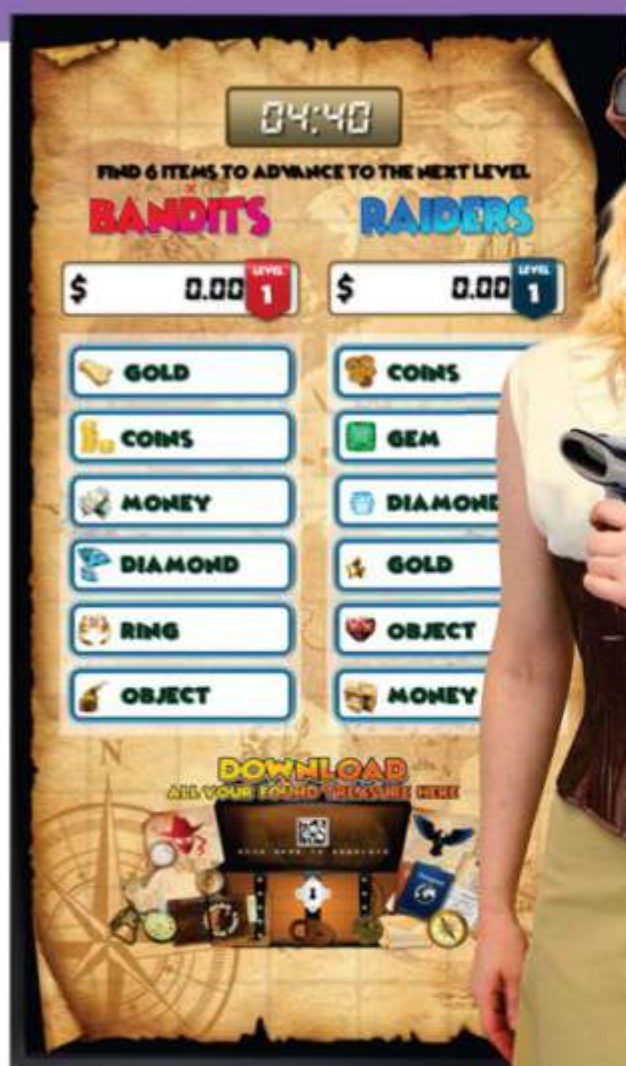 04:40
FIND 6 ITEMS TO ADVANCE TO THE NEXT LEVEL
BANDITS
RAIDERS
$ 0.00 LEVEL 1
$ 0.00 LEVEL 1
GOLD
COINS
MONEY
DIAMOND
RING
OBJECT
COINS
GEM
DIAMOND
GOLD
OBJECT
MONEY
N
DOWNLOAD
ALL YOUR FOUND TREASURE HERE